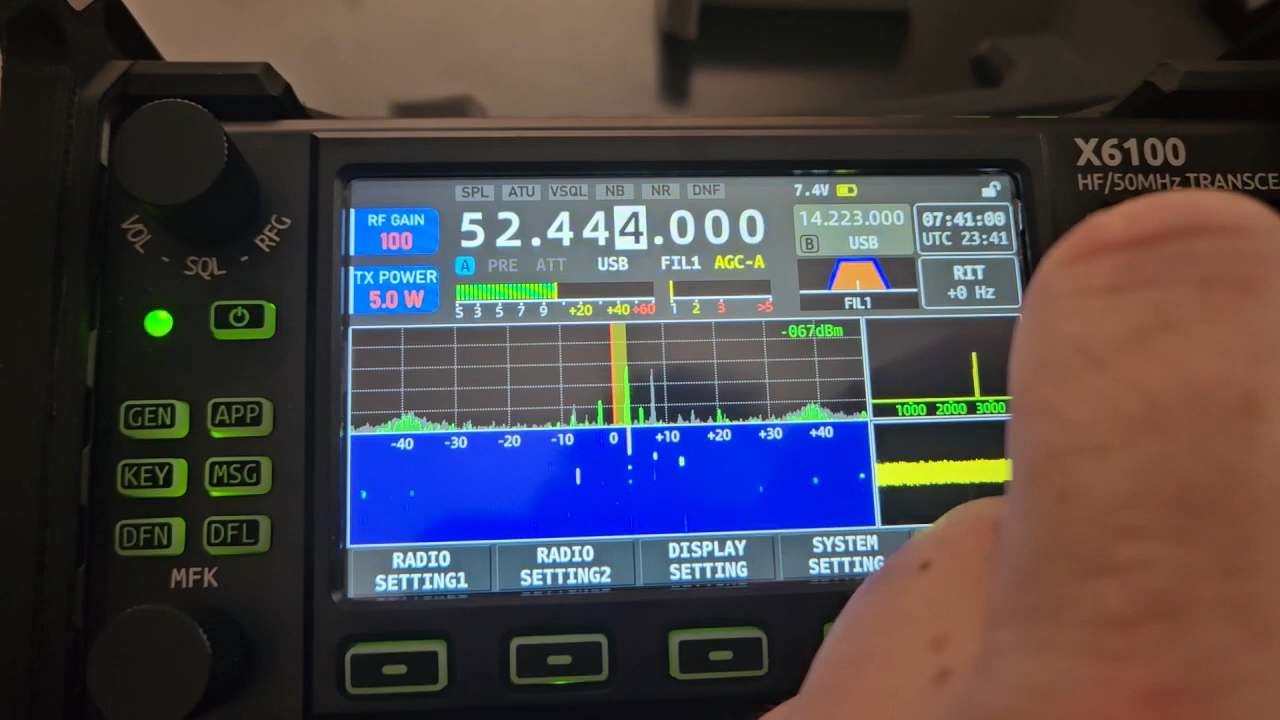 X6100
HF/50MHz TRANSCE
SPL ATU VSQL NB NR DNF
7.4V
RF GAIN
100
52.444.000
14.223.000
B USB
07:41:00
UTC 23:41
A PRE ATT USB FIL1 AGC-A
TX POWER
5.0 W
S 3 5 7 9 +20 +40 +60
1 2 3 >5
FIL1
RIT
+0 Hz
VOL - SQL - RFG
-067dBm
1000 2000 3000
-40 -30 -20 -10 0 +10 +20 +30 +40
GEN APP
KEY MSG
DFN DFL
MFK
RADIO SETTING1
RADIO SETTING2
DISPLAY SETTING
SYSTEM SETTING